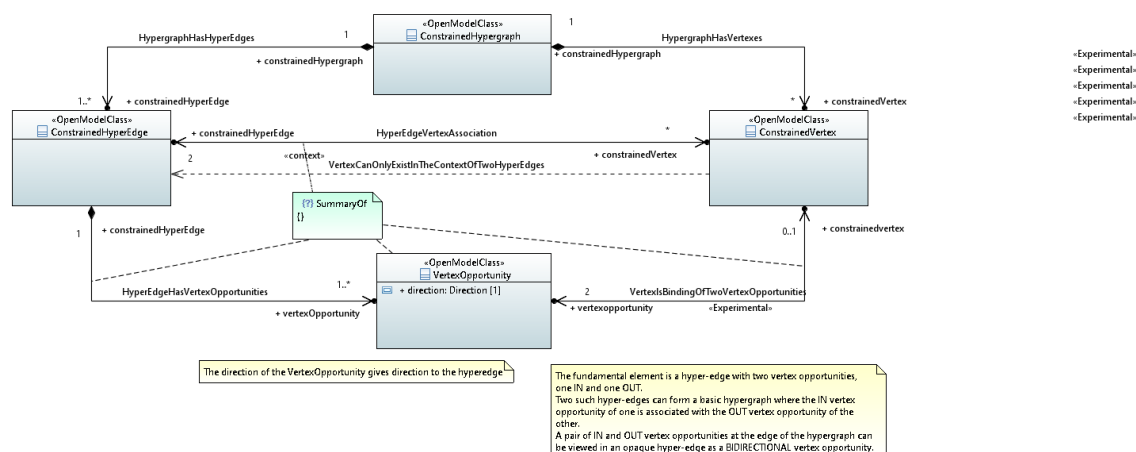 «OpenModelClass»
ConstrainedHypergraph
1
1
HypergraphHasHyperEdges
HypergraphHasVertexes
+ constrainedHypergraph
+ constrainedHypergraph
«Experimental»
«Experimental»
«Experimental»
«Experimental»
«Experimental»
1..*
+ constrainedHyperEdge
*
+ constrainedVertex
«OpenModelClass»
ConstrainedHyperEdge
«OpenModelClass»
ConstrainedVertex
+ constrainedHyperEdge
HyperEdgeVertexAssociation
*
2
«context»
+ constrainedVertex
VertexCanOnlyExistInTheContextOfTwoHyperEdges
{?} SummaryOf
{}
1
+ constrainedHyperEdge
0..1
+ constrainedvertex
«OpenModelClass»
VertexOpportunity
+ direction: Direction [1]
HyperEdgeHasVertexOpportunities
1..*
+ vertexOpportunity
2
VertexIsBindingOfTwoVertexOpportunities
+ vertexopportunity
«Experimental»
The direction of the VertexOpportunity gives direction to the hyperedge
The fundamental element is a hyper-edge with two vertex opportunities,
one IN and one OUT.
Two such hyper-edges can form a basic hypergraph where the IN vertex
opportunity of one is associated with the OUT vertex opportunity of the
other.
A pair of IN and OUT vertex opportunities at the edge of the hypergraph can
be viewed in an opaque hyper-edge as a BIDIRECTIONAL vertex opportunity.